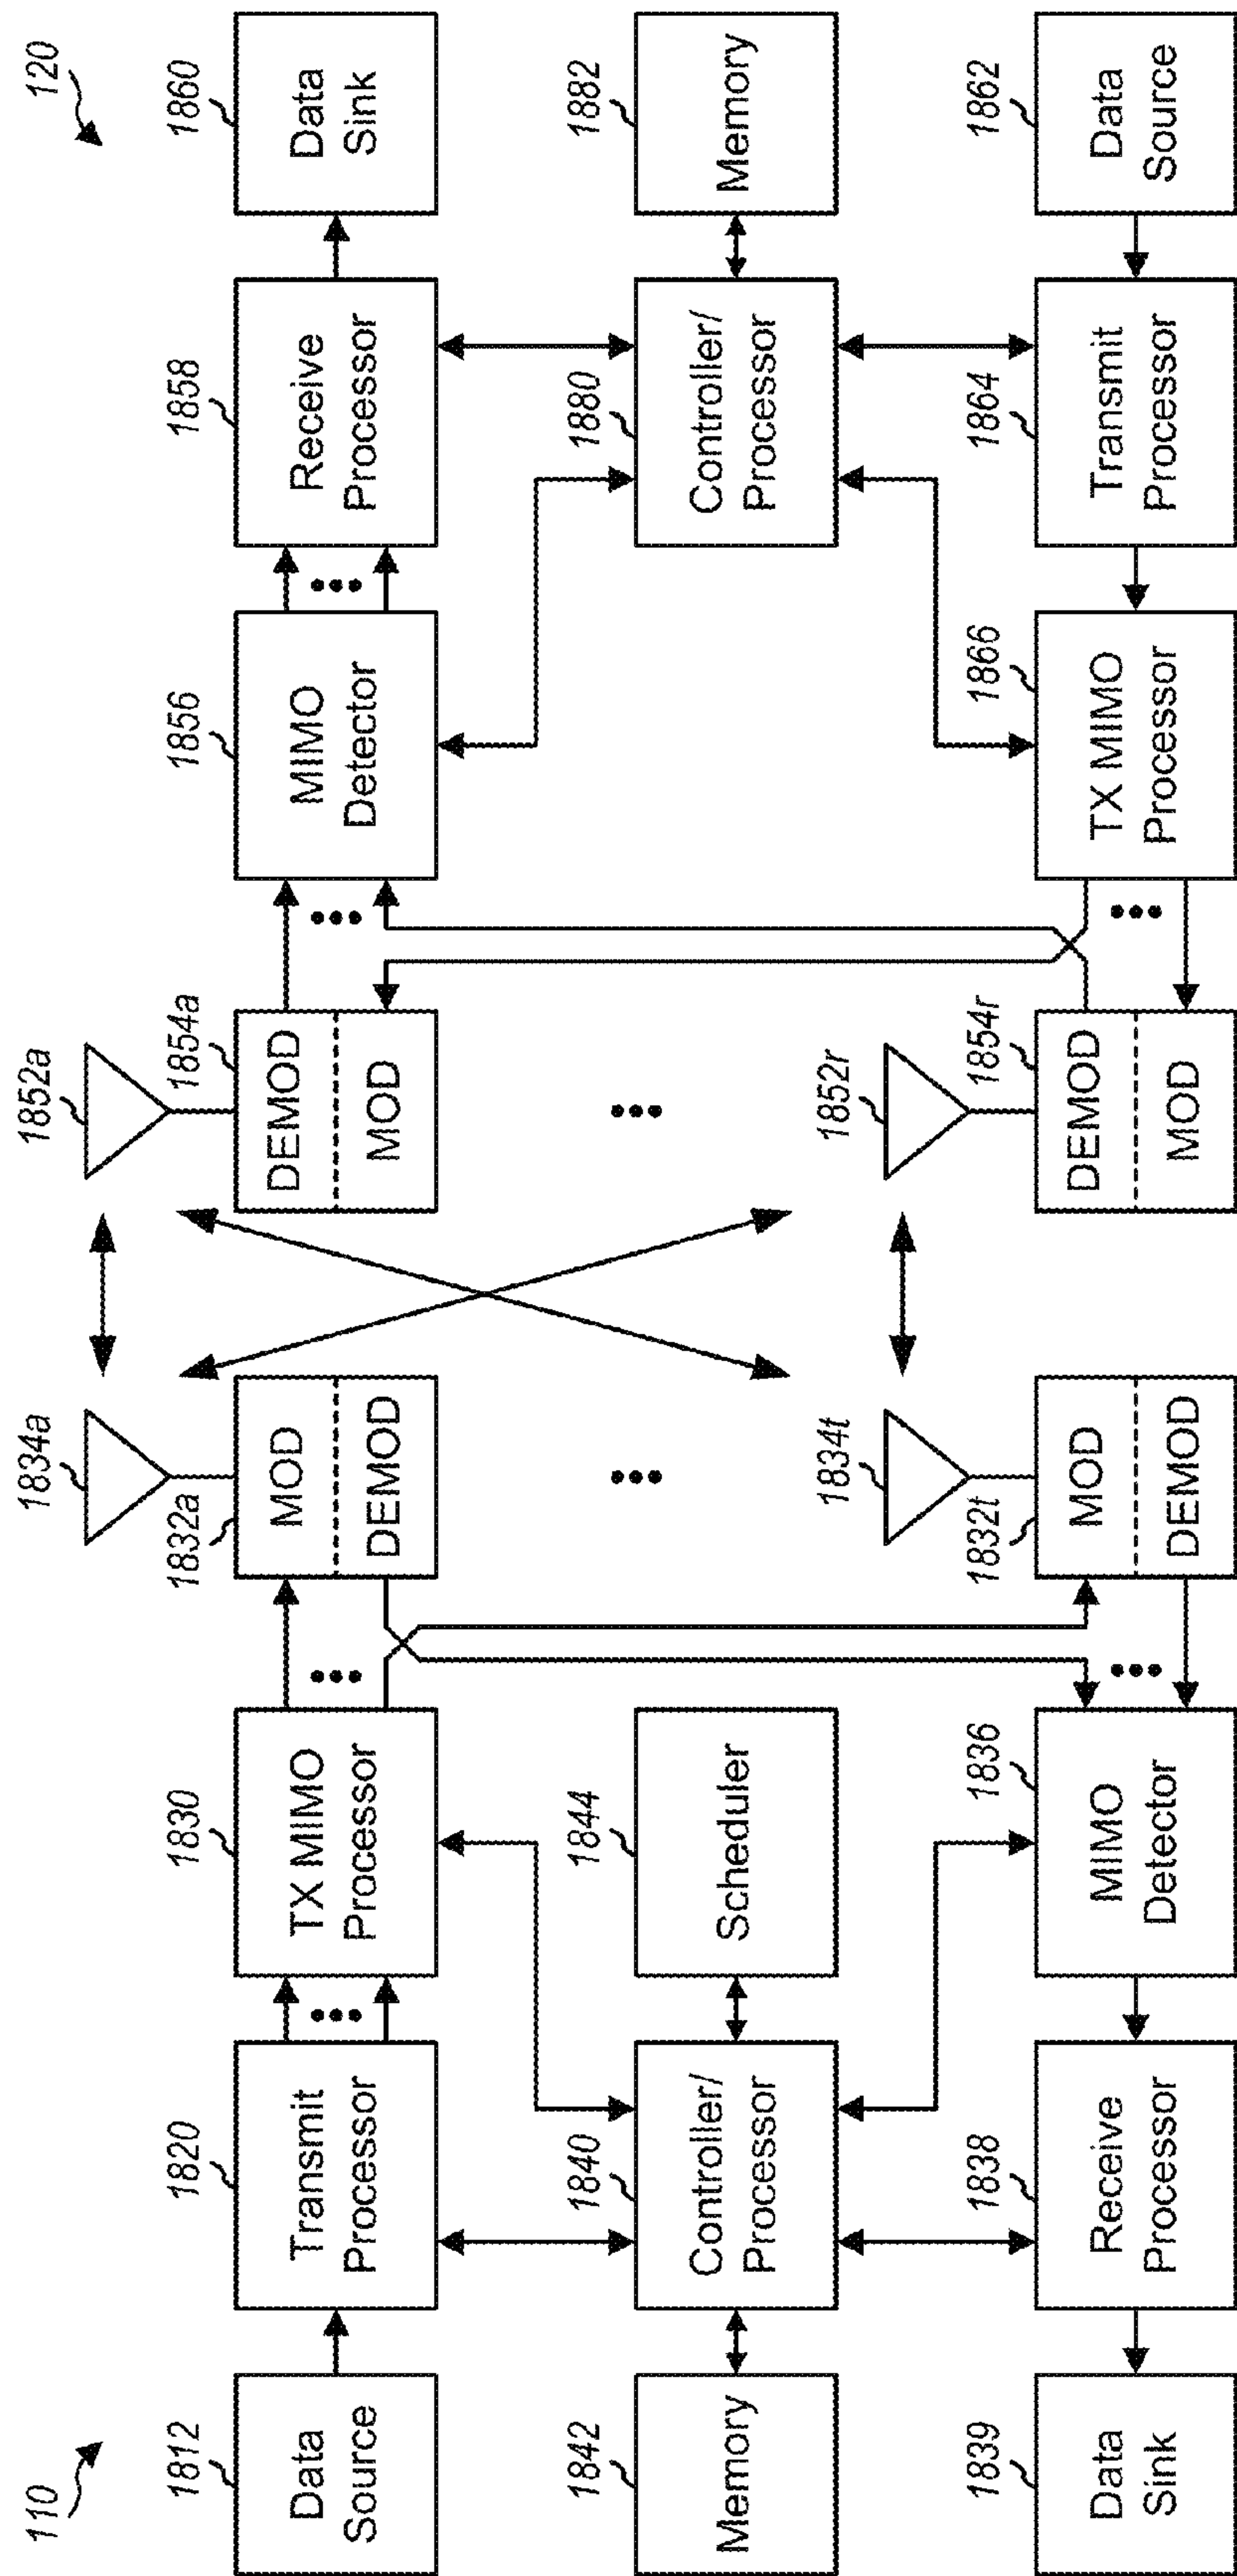 110
120
1812
Data
Source
1820
Transmit
Processor
1830
TX MIMO
Processor
1832a
MOD
DEMOD
1834a
1852a
1854a
DEMOD
MOD
1856
MIMO
Detector
1858
Receive
Processor
1860
Data
Sink
1842
Memory
1840
Controller/
Processor
1844
Scheduler
•••
•••
1880
Controller/
Processor
1882
Memory
1839
Data
Sink
1838
Receive
Processor
1836
MIMO
Detector
1832t
MOD
DEMOD
1834t
1852r
1854r
DEMOD
MOD
1866
TX MIMO
Processor
1864
Transmit
Processor
1862
Data
Source